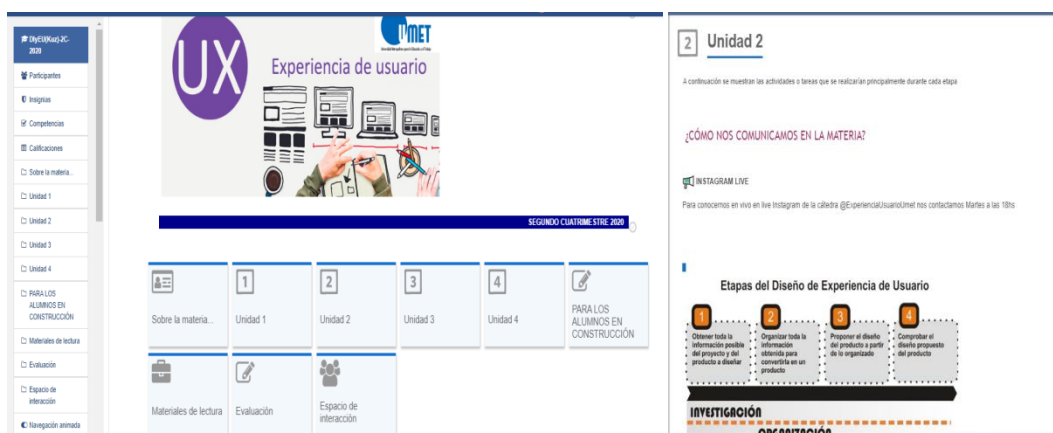 DIyEU(Kuz)-2C-
2020
Participantes
Insignias
Competencias
Calificaciones
Sobre la materia...
Unidad 1
Unidad 2
Unidad 3
Unidad 4
PARA LOS
ALUMNOS EN
CONSTRUCCIÓN
Materiales de lectura
Evaluación
Espacio de
interacción
Navegación animada
UX
UMET
Experiencia de usuario
SEGUNDO CUATRIMESTRE 2020
Sobre la materia...
1
Unidad 1
2
Unidad 2
3
Unidad 3
4
Unidad 4
PARA LOS
ALUMNOS EN
CONSTRUCCIÓN
Materiales de lectura
Evaluación
Espacio de
interacción
2 Unidad 2
A continuación se muestran las actividades o tareas que se realizarían principalmente durante cada etapa
¿CÓMO NOS COMUNICAMOS EN LA MATERIA?
INSTAGRAM LIVE
Para conocernos en vivo en live Instagram de la cátedra @ExperienciaUsuarioUmet nos contactamos Martes a las 18hs
Etapas del Diseño de Experiencia de Usuario
1
Obtener toda la
información posible
del proyecto y del
producto a diseñar
2
Organizar toda la
información
obtenida para
convertirla en un
producto
3
Proponer el diseño
del producto a partir
de lo organizado
4
Comprobar el
diseño propuesto
del producto
INVESTIGACIÓN
ORGANIZACIÓN